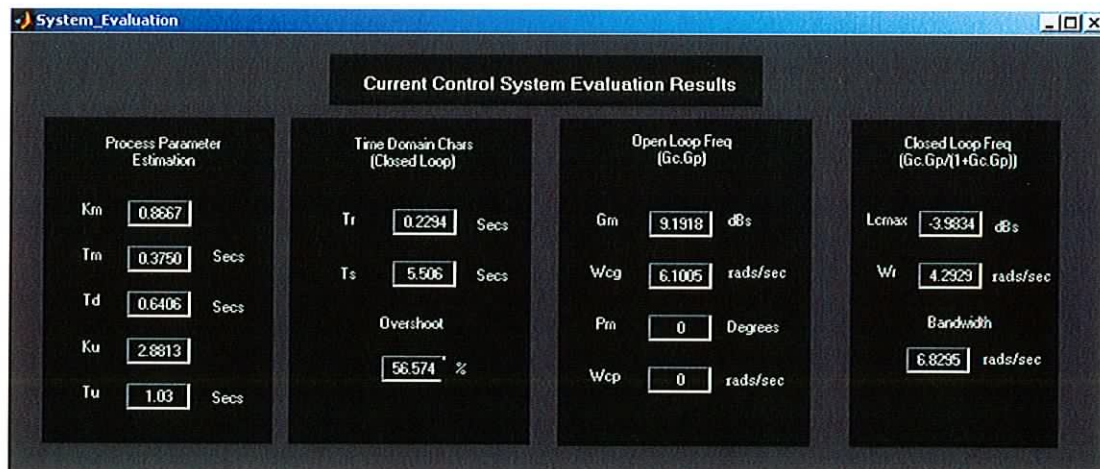 System_Evaluation
Current Control System Evaluation Results
Process Parameter
Estimation
Km 0.8667
Tm 0.3750 Secs
Td 0.6406 Secs
Ku 2.8813
Tu 1.03 Secs
Time Domain Chars
(Closed Loop)
Tr 0.2294 Secs
Ts 5.506 Secs
Overshoot
56.574 %
Open Loop Freq
(Gc.Gp)
Gm 9.1918 dBs
Wcg 6.1005 rads/sec
Pm 0 Degrees
Wcp 0 rads/sec
Closed Loop Freq
(Gc.Gp/(1+Gc.Gp))
Lcmax -3.9834 dBs
Wr 4.2929 rads/sec
Bandwidth
6.8295 rads/sec